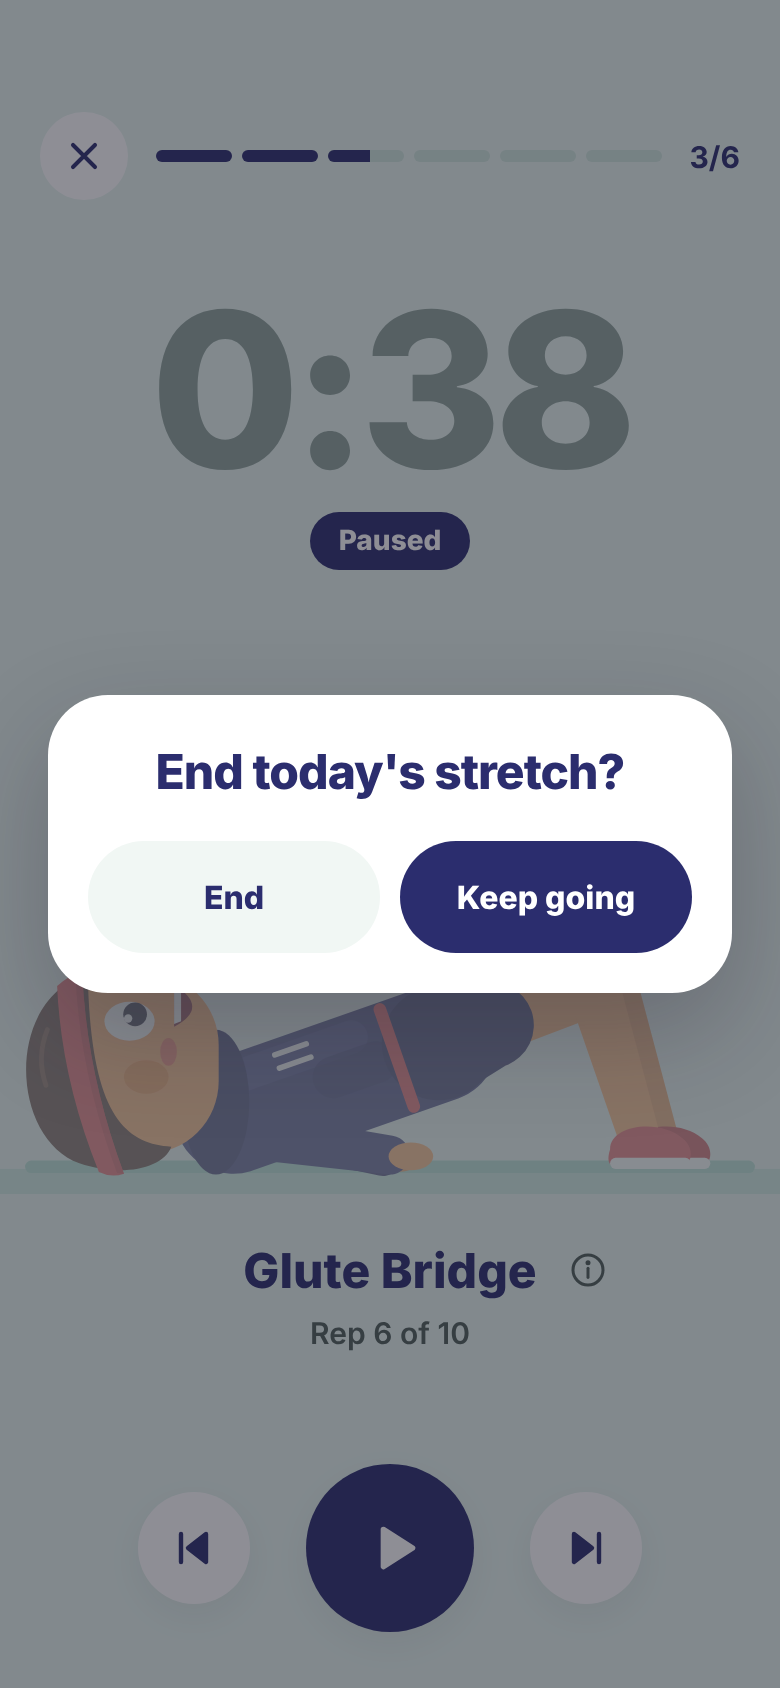 3/6
0:38
Paused
End today's stretch?
End
Keep going
Glute Bridge
Rep 6 of 10